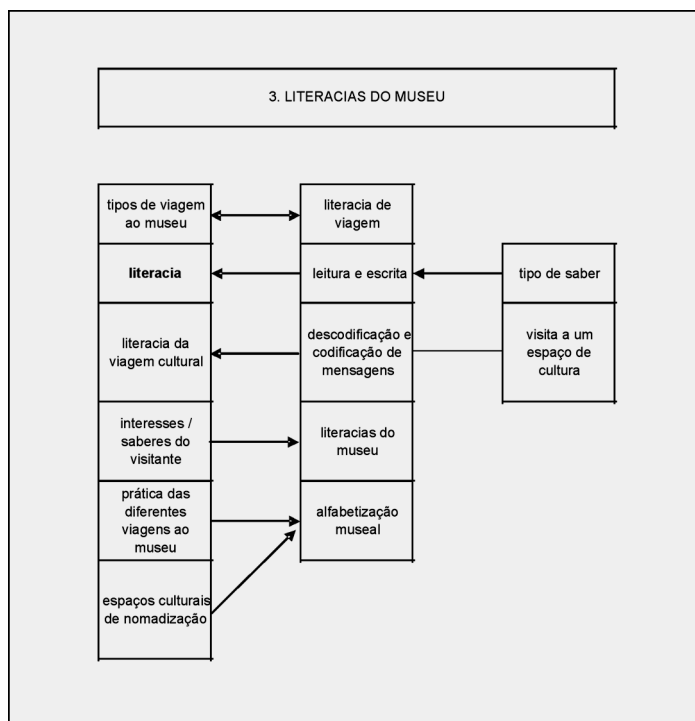 3. LITERACIAS DO MUSEU
tipos de viagem
ao museu
literacia de
viagem
literacia
leitura e escrita
tipo de saber
literacia da
viagem cultural
descodificação e
codificação de
mensagens
visita a um
espaço de
cultura
interesses /
saberes do
visitante
literacias do
museu
prática das
diferentes
viagens ao
museu
alfabetização
museal
espaços culturais
de nomadização